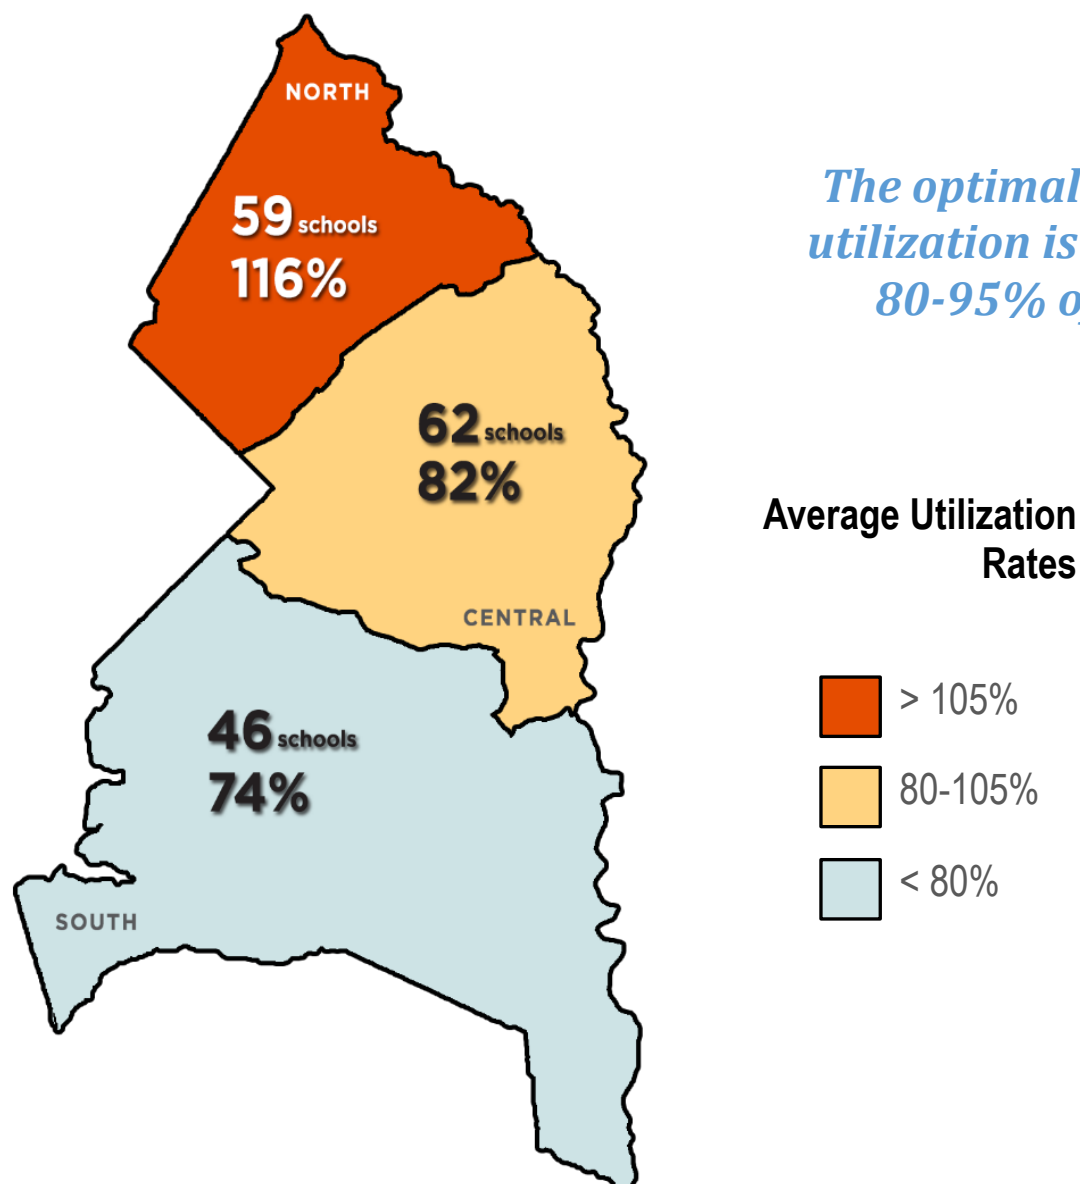 NORTH
59 schools
116%
The optimal
utilization is
80-95%
62 schools
82%
CENTRAL
Average Utilization
Rates
> 105%
80-105%
< 80%
46 schools
74%
SOUTH